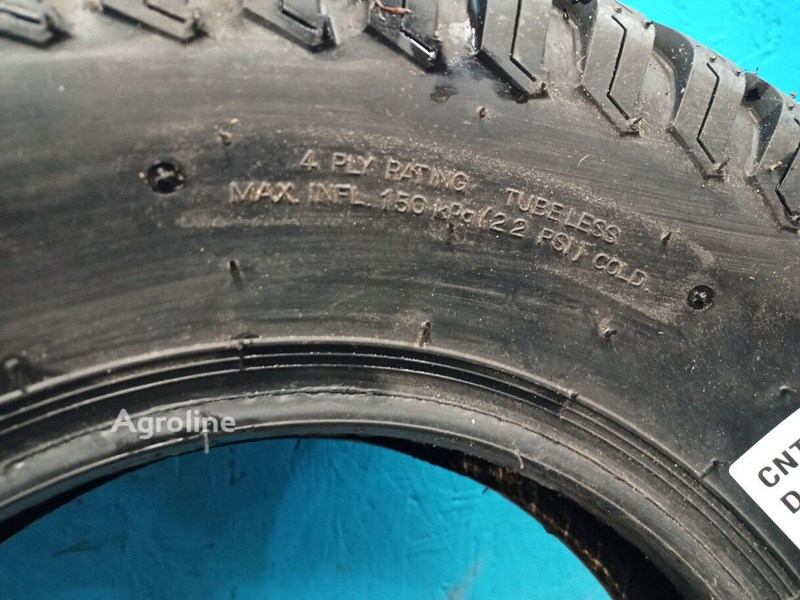 4 PLY RATING TUBELESS
MAX. INFL. 150 kPa (22 PSI) COLD.
Agroline
CNT
D